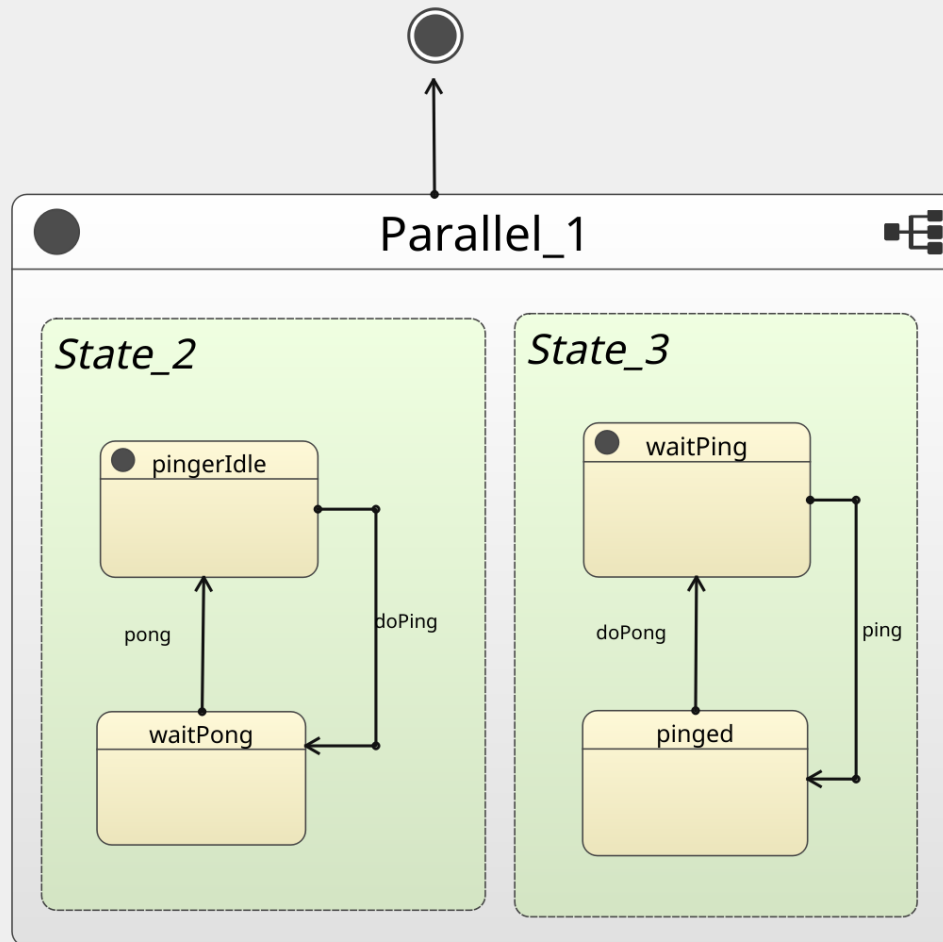 Parallel_1
State_2
pingerIdle
doPing
pong
waitPong
State_3
waitPing
ping
doPong
pinged